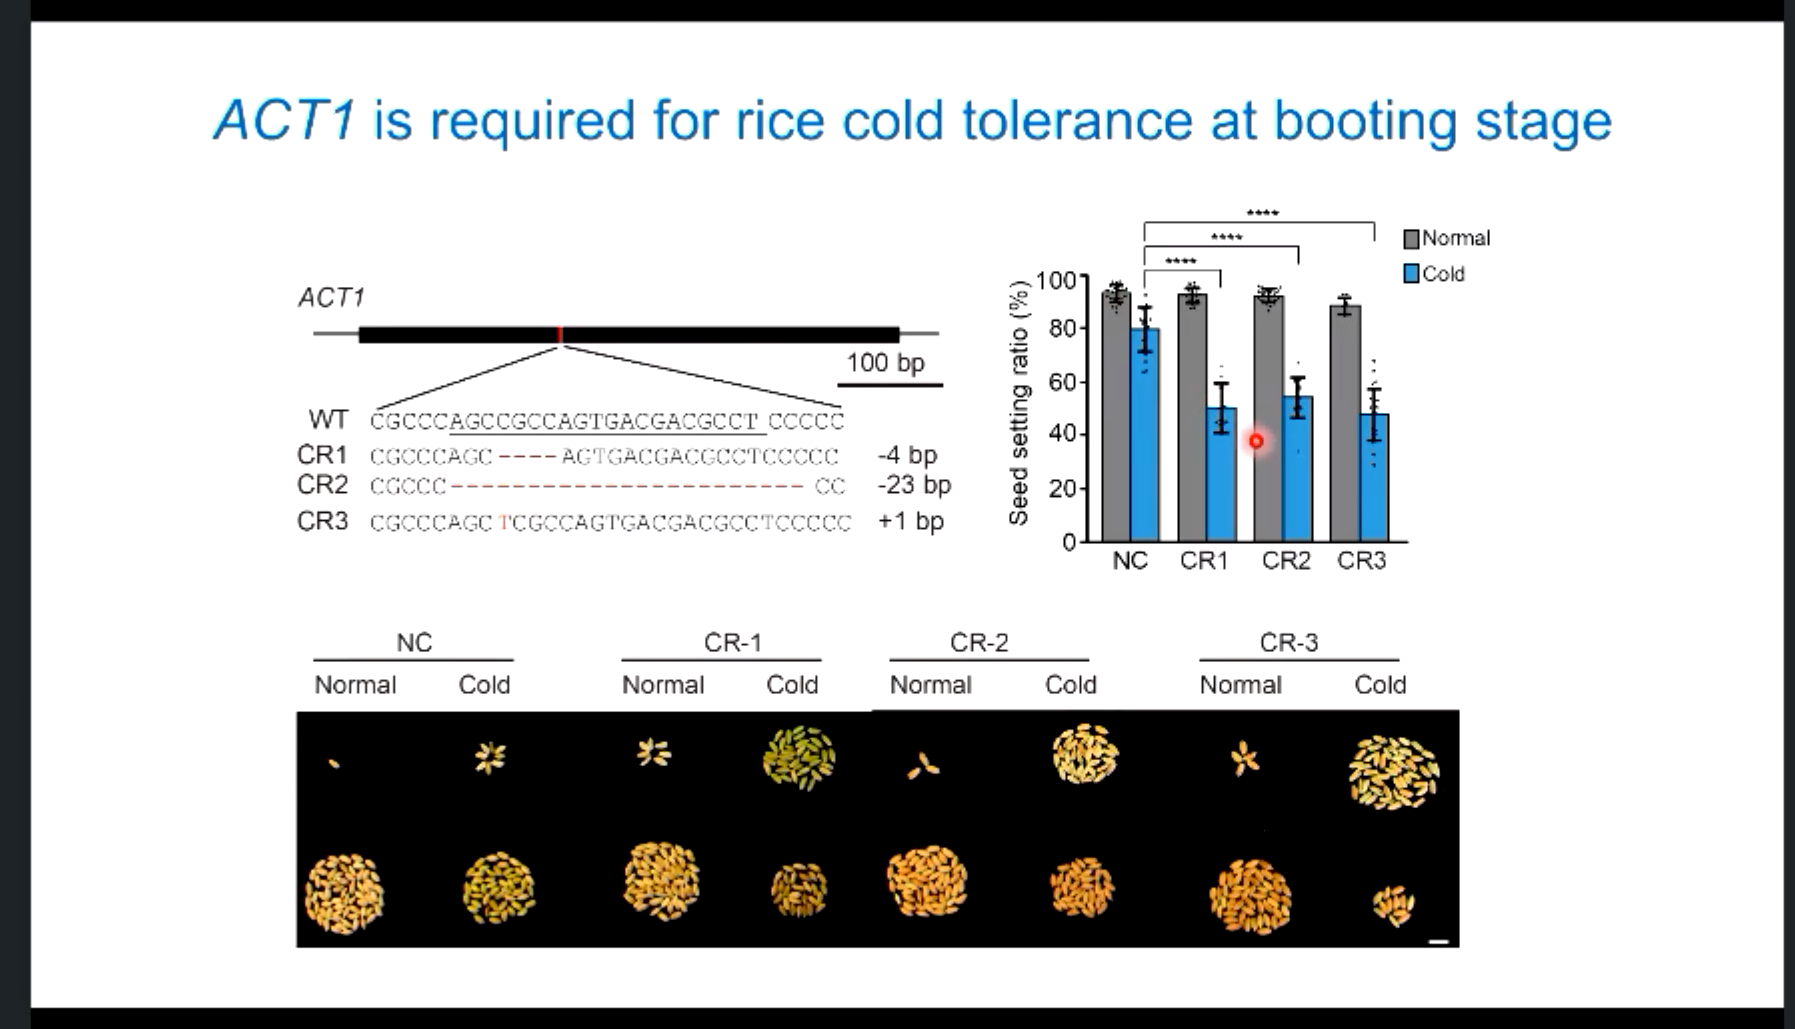 ACT1 is required for rice cold tolerance at booting stage
ACT1
100 bp
WT CGCCCAGCCGCCAGTGACGACGCCT CCCCC
CR1 CGCCCAGC ----AGTGACGACGCCTCCCCC -4 bp
CR2 CGCCC----------------------- CC -23 bp
CR3 CGCCCAGC TCGCCAGTGACGACGCCTCCCCC +1 bp
****
****
****
Normal
Cold
Seed setting ratio (%)
100
80
60
40
20
0
NC CR1 CR2 CR3
NC CR-1 CR-2 CR-3
Normal Cold Normal Cold Normal Cold Normal Cold